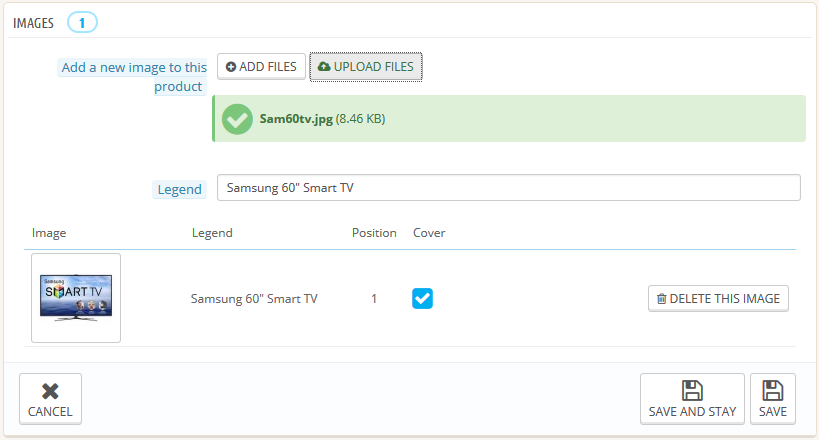 IMAGES 1
Add a new image to this
product
ADD FILES
UPLOAD FILES
Sam60tv.jpg (8.46 KB)
Legend
Samsung 60" Smart TV
Image Legend Position Cover
Samsung
SMART TV
Samsung 60" Smart TV 1
DELETE THIS IMAGE
CANCEL
SAVE AND STAY
SAVE